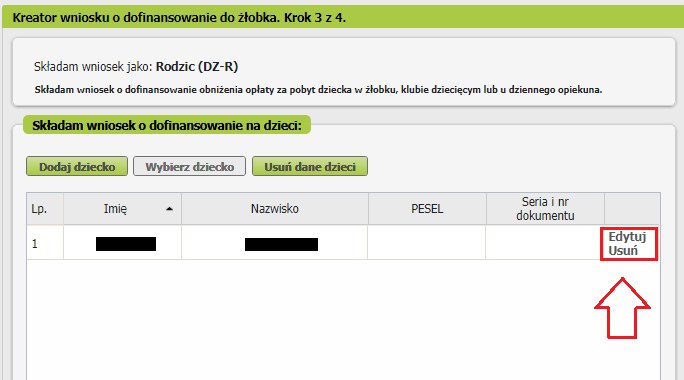 Kreator wniosku o dofinansowanie do żłobka. Krok 3 z 4.
Składam wniosek jako: Rodzic (DZ-R)
Składam wniosek o dofinansowanie obniżenia opłaty za pobyt dziecka w żłobku, klubie dziecięcym lub u dziennego opiekuna.
Składam wniosek o dofinansowanie na dzieci:
Dodaj dziecko Wybierz dziecko Usuń dane dzieci
Lp. Imię Nazwisko PESEL Seria i nr
dokumentu
1 Edytuj
Usuń